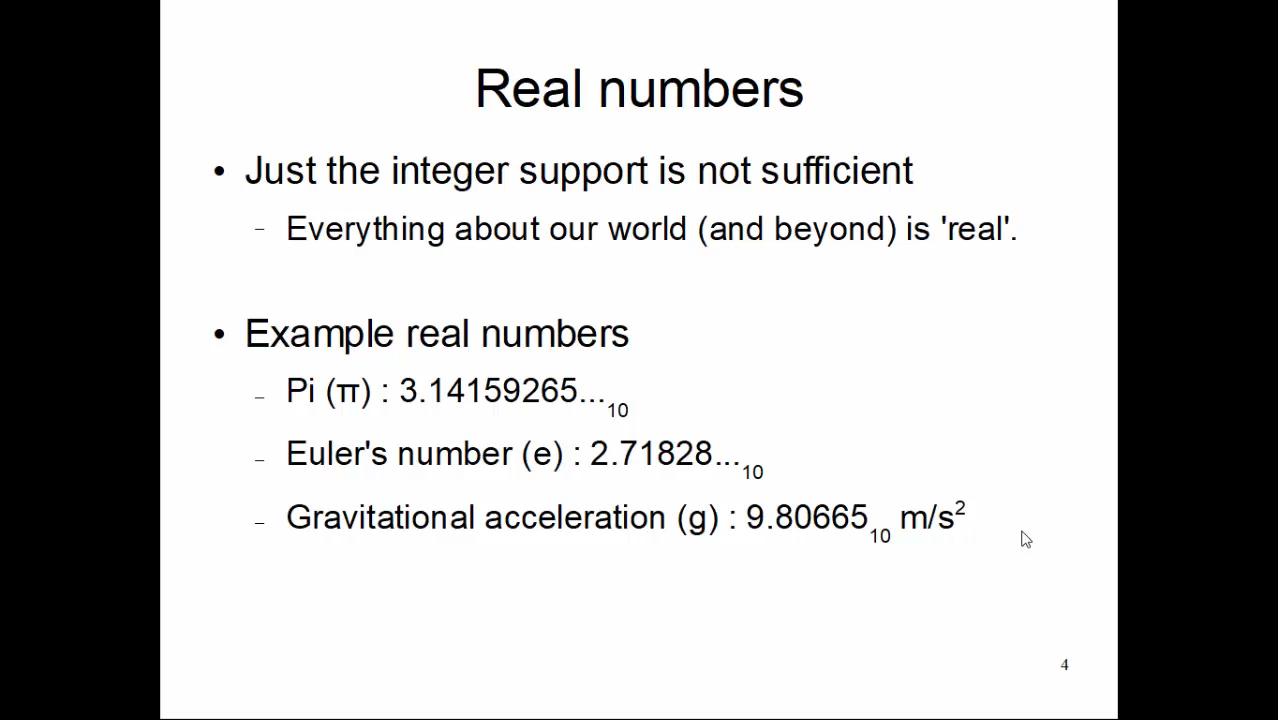 Real numbers
• Just the integer support is not sufficient
– Everything about our world (and beyond) is 'real'.
• Example real numbers
– Pi (π) : 3.14159265...₁₀
– Euler's number (e) : 2.71828...₁₀
– Gravitational acceleration (g) : 9.80665₁₀ m/s²
4